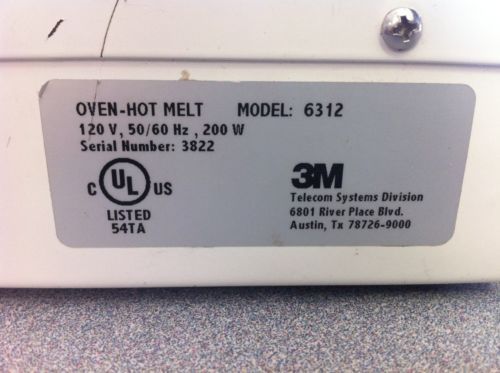 OVEN-HOT MELT MODEL: 6312
120 V, 50/60 Hz , 200 W
Serial Number: 3822
C UL US
LISTED
54TA
3M
Telecom Systems Division
6801 River Place Blvd.
Austin, Tx 78726-9000